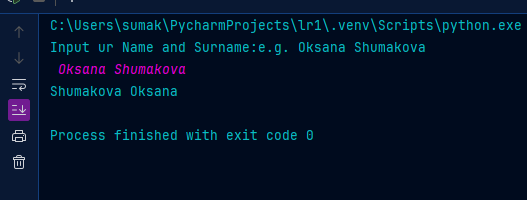 C:\Users\sumak\PycharmProjects\lr1\.venv\Scripts\python.exe
Input ur Name and Surname:e.g. Oksana Shumakova
Oksana Shumakova
Shumakova Oksana
Process finished with exit code 0